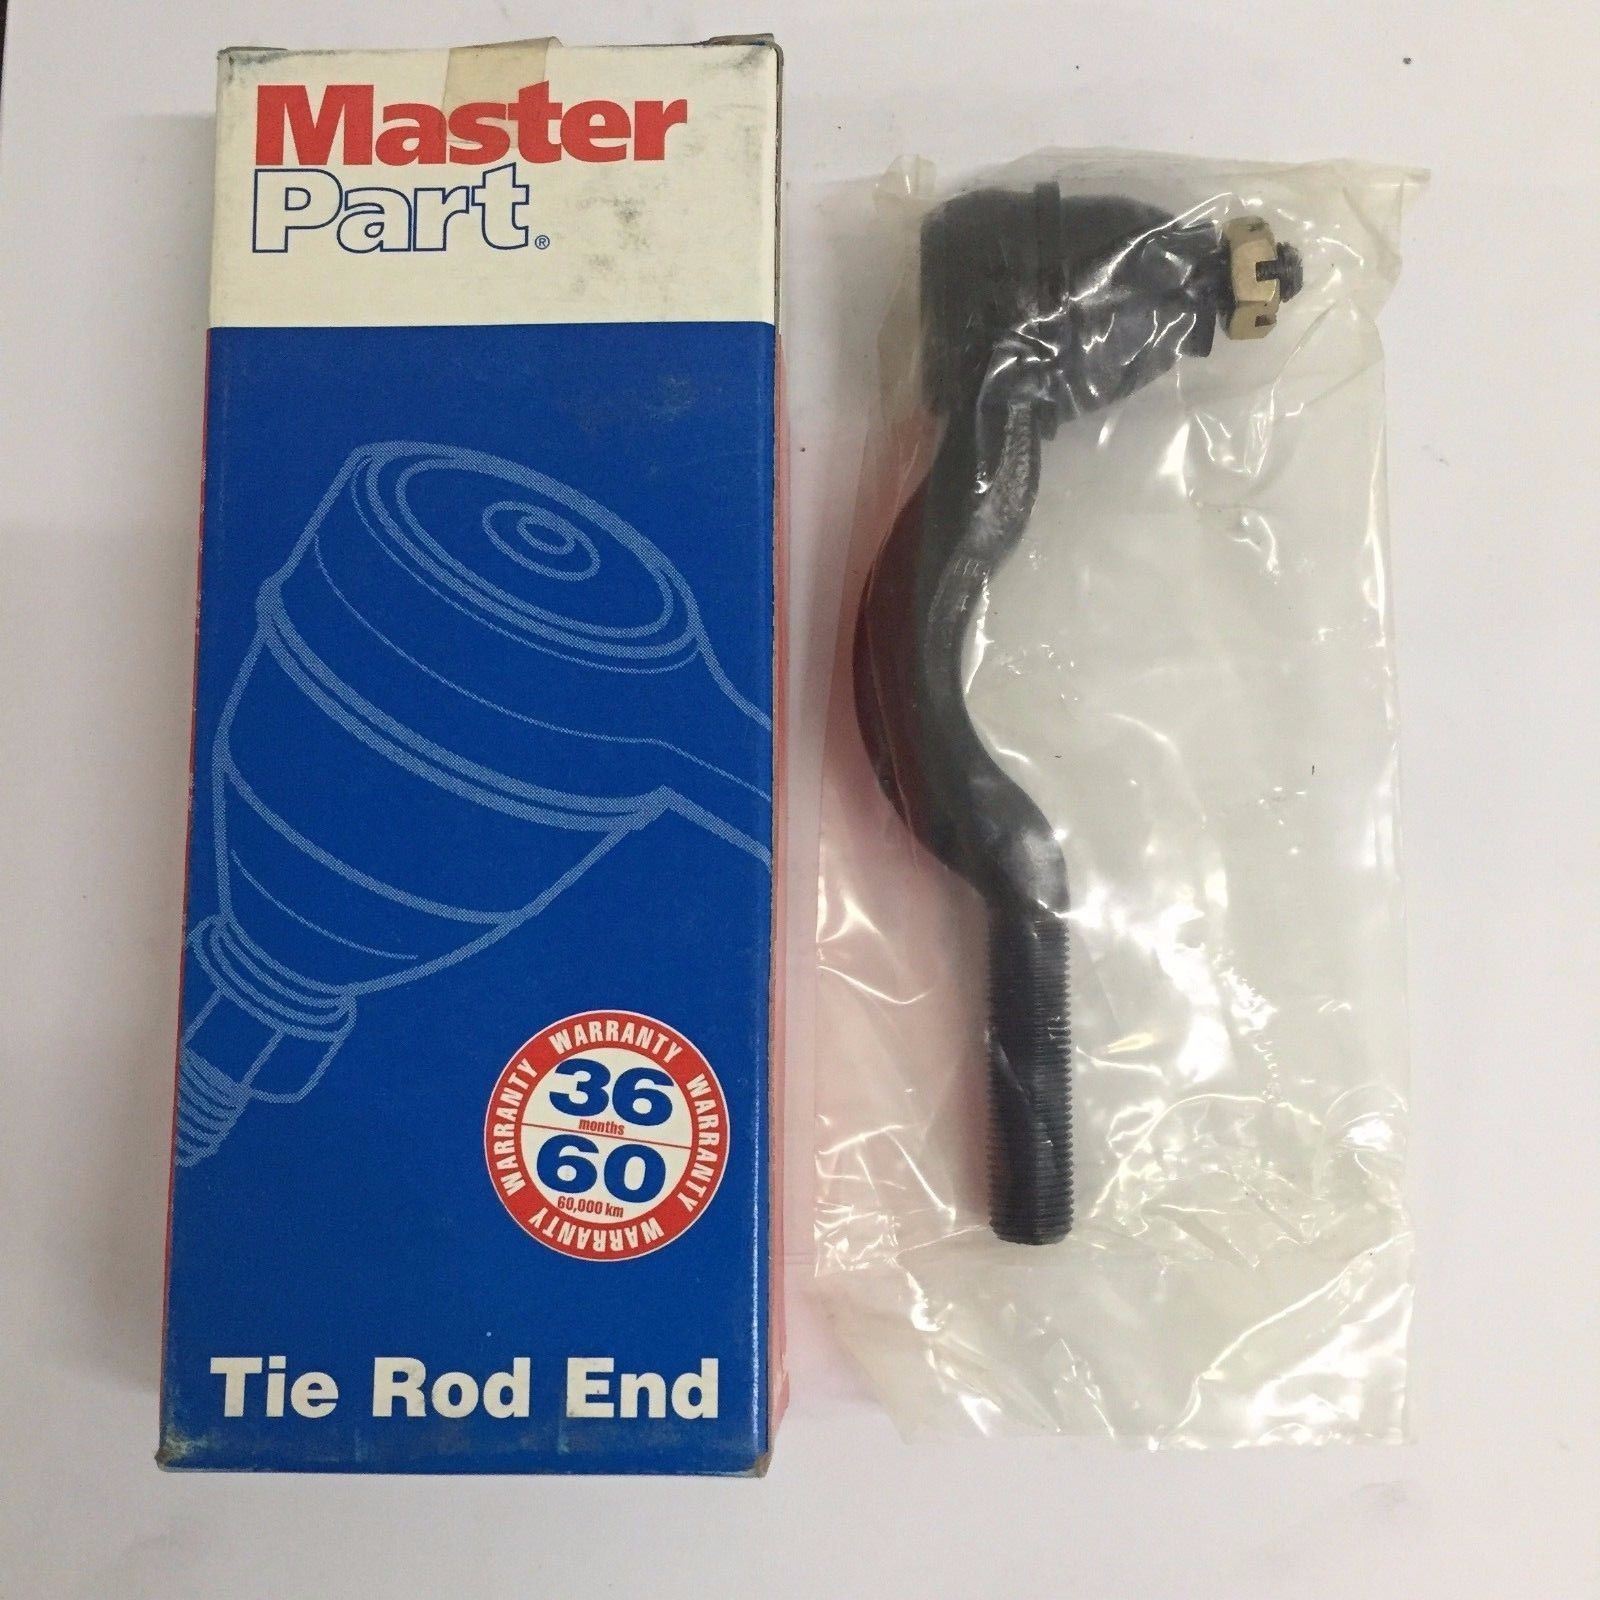 Master
Part®
WARRANTY WARRANTY WARRANTY WARRANTY
36
months
60
60,000 km
Tie Rod End